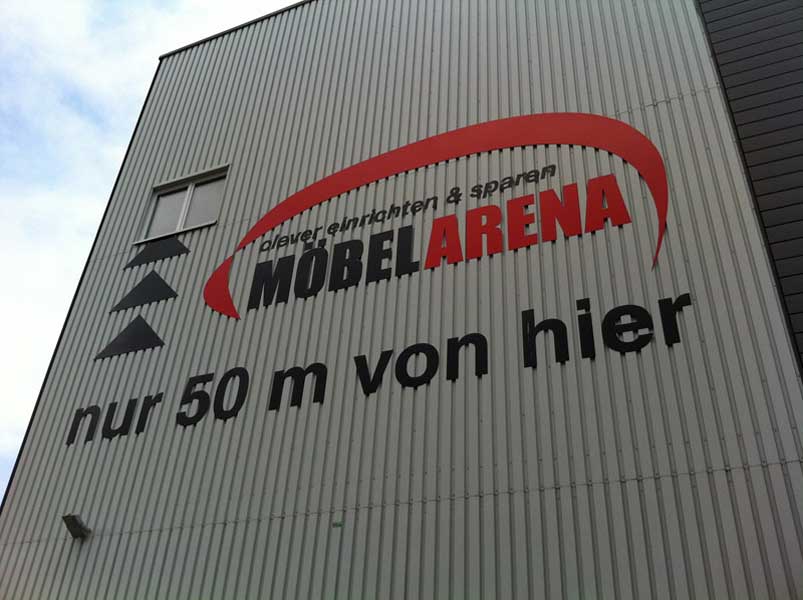 clever einrichten & sparen
MÖBELARENA
nur 50 m von hier